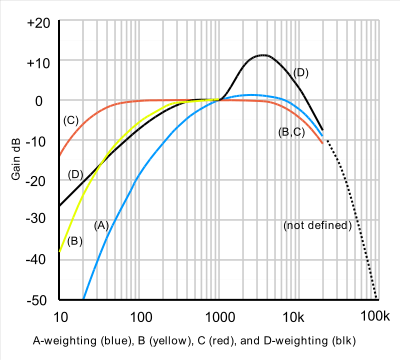 +20
+10
0
-10
-20
-30
-40
-50
Gain dB
(C)
(D)
(B)
(A)
(D)
(B,C)
(not defined)
10 100 1000 10k 100k
A-weighting (blue), B (yellow), C (red), and D-weighting (blk)